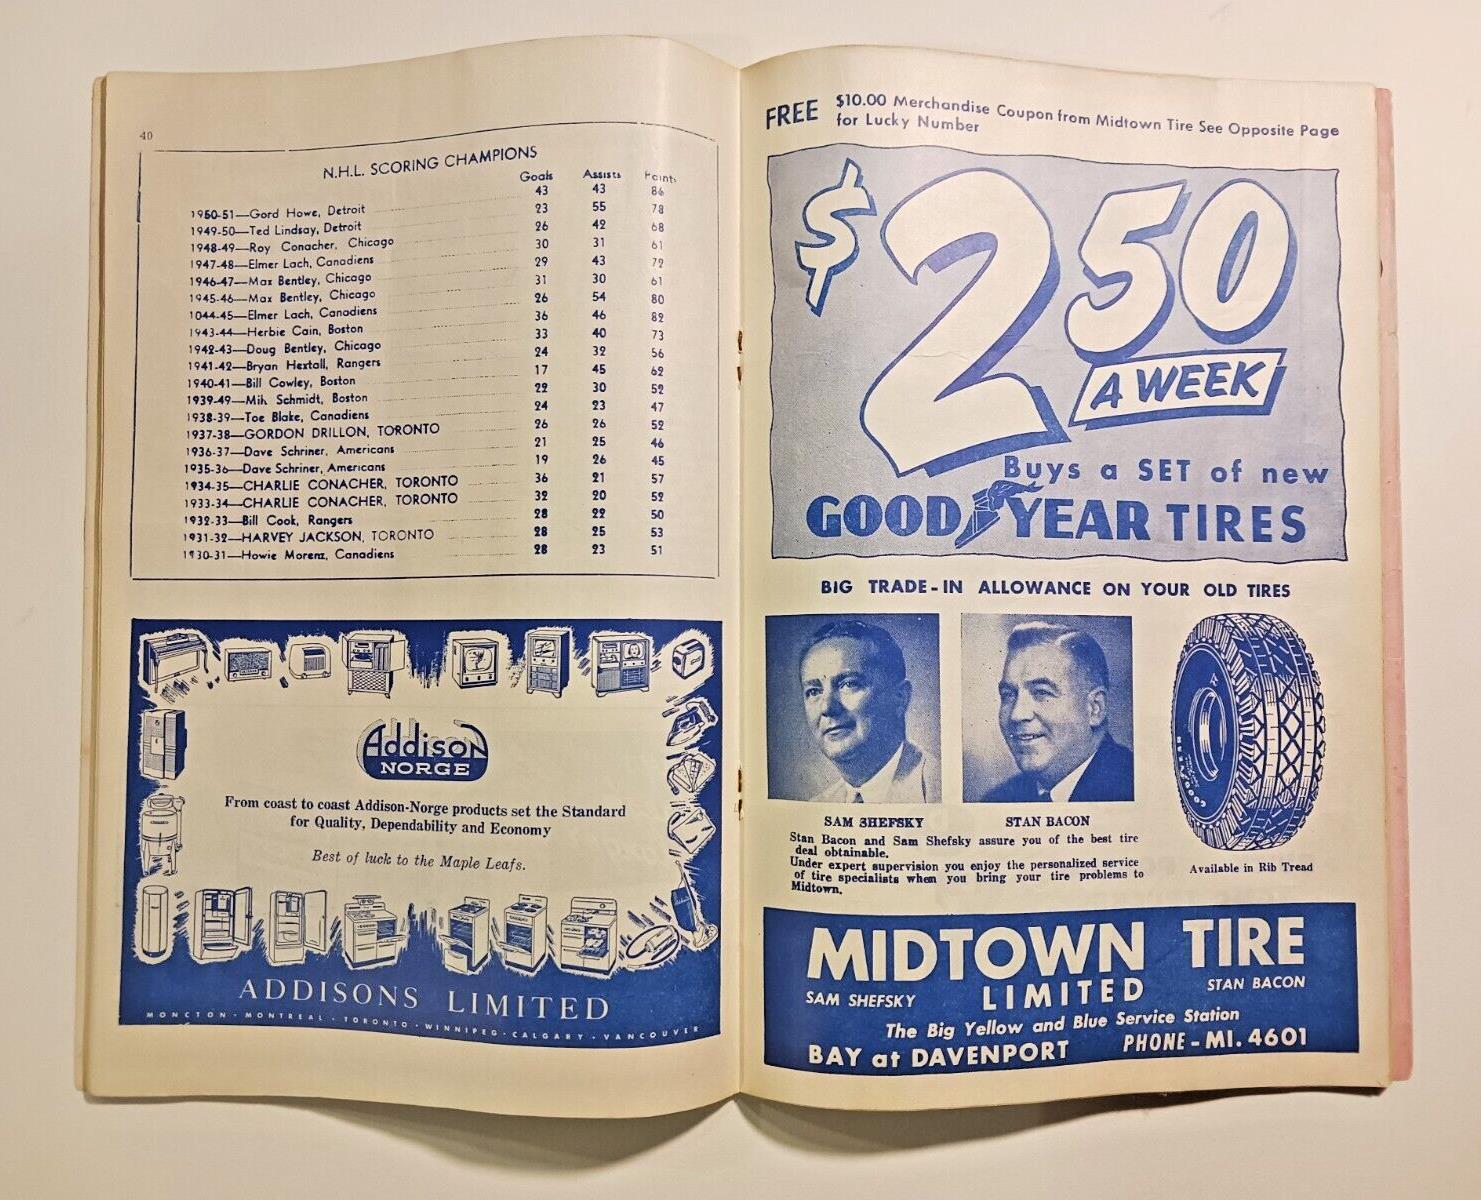 40
N.H.L. SCORING CHAMPIONS
Goals Assists Points
1950-51—Gord Howe, Detroit 43 43 86
1949-50—Ted Lindsay, Detroit 23 55 78
1948-49—Roy Conacher, Chicago 26 42 68
1947-48—Elmer Lach, Canadiens 30 31 61
1946-47—Max Bentley, Chicago 29 43 72
1945-46—Max Bentley, Chicago 31 30 61
1044-45—Elmer Lach, Canadiens 26 54 80
1943-44—Herbie Cain, Boston 36 46 82
1942-43—Doug Bentley, Chicago 33 40 73
1941-42—Bryan Hextall, Rangers 24 32 56
1940-41—Bill Cowley, Boston 17 45 62
1939-49—Mih Schmidt, Boston 22 30 52
1938-39—Toe Blake, Canadiens 24 23 47
1937-38—GORDON DRILLON, TORONTO 26 26 52
1936-37—Dave Schriner, Americans 21 25 46
1935-36—Dave Schriner, Americans 19 26 45
1934-35—CHARLIE CONACHER, TORONTO 36 21 57
1933-34—CHARLIE CONACHER, TORONTO 32 20 52
1932-33—Bill Cook, Rangers 28 22 50
1931-32—HARVEY JACKSON, TORONTO 28 25 53
1930-31—Howie Morenz, Canadiens 28 23 51
Addison
NORGE
From coast to coast Addison-Norge products set the Standard
for Quality, Dependability and Economy
Best of luck to the Maple Leafs.
ADDISONS LIMITED
MONCTON · MONTREAL · TORONTO · WINNIPEG · CALGARY · VANCOUVER
FREE $10.00 Merchandise Coupon from Midtown Tire See Opposite Page
for Lucky Number
$2 50
A WEEK
Buys a SET of new
GOOD YEAR TIRES
BIG TRADE-IN ALLOWANCE ON YOUR OLD TIRES
SAM SHEFSKY STAN BACON
Stan Bacon and Sam Shefsky assure you of the best tire
deal obtainable.
Under expert supervision you enjoy the personalized service
of tire specialists when you bring your tire problems to
Midtown.
Available in Rib Tread
MIDTOWN TIRE
SAM SHEFSKY LIMITED STAN BACON
The Big Yellow and Blue Service Station
BAY at DAVENPORT PHONE - MI. 4601